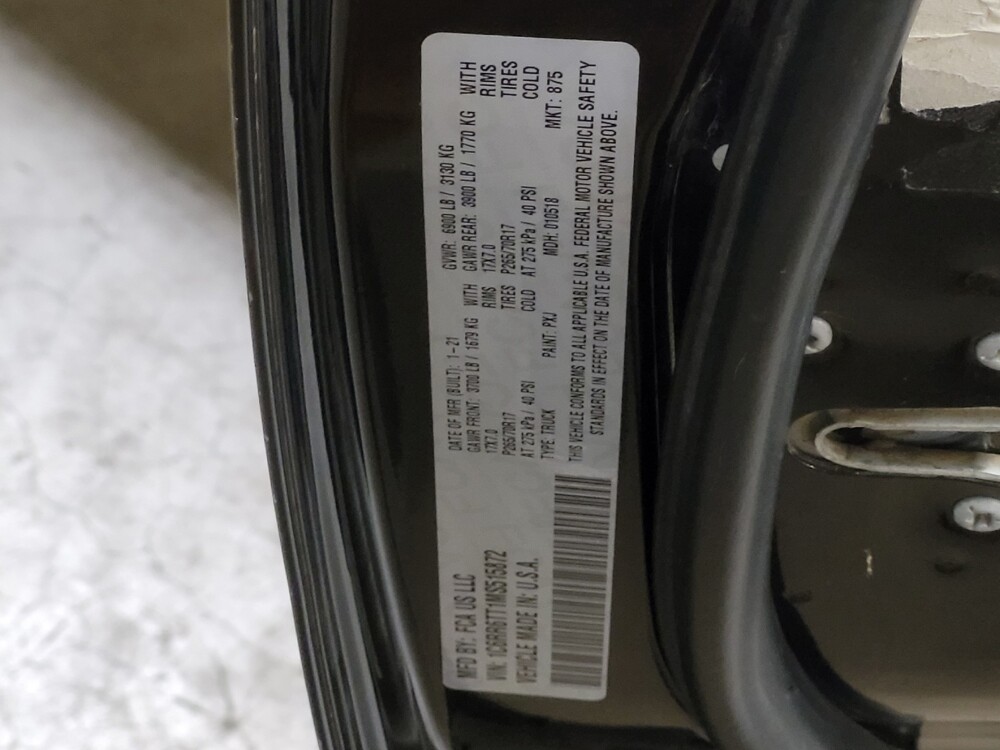 MFD BY: FCA US LLC DATE OF MFR (BUILT): 1-21 GVWR: 6900 LB / 3130 KG
GAWR FRONT: 3700 LB / 1679 KG WITH GAWR REAR: 3900 LB / 1770 KG WITH
VIN: 1C6RR6TT1MS515872 17X7.0 RIMS 17X7.0 RIMS
P265/70R17 TIRES P265/70R17 TIRES
VEHICLE MADE IN: U.S.A. AT 275 kPa / 40 PSI COLD AT 275 kPa / 40 PSI COLD
TYPE: TRUCK PAINT: PXJ MDH: 010518 MKT: 875
THIS VEHICLE CONFORMS TO ALL APPLICABLE U.S.A. FEDERAL MOTOR VEHICLE SAFETY
STANDARDS IN EFFECT ON THE DATE OF MANUFACTURE SHOWN ABOVE.